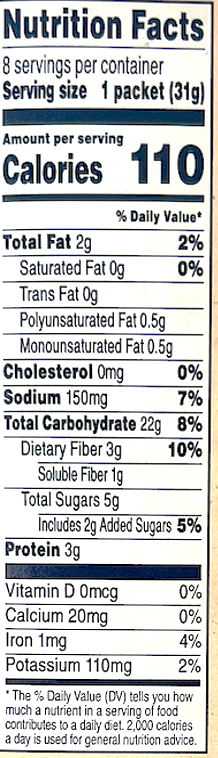 Nutrition Facts
8 servings per container
Serving size 1 packet (31g)
Amount per serving
Calories 110
% Daily Value*
Total Fat 2g 2%
Saturated Fat 0g 0%
Trans Fat 0g
Polyunsaturated Fat 0.5g
Monounsaturated Fat 0.5g
Cholesterol 0mg 0%
Sodium 150mg 7%
Total Carbohydrate 22g 8%
Dietary Fiber 3g 10%
Soluble Fiber 1g
Total Sugars 5g
Includes 2g Added Sugars 5%
Protein 3g
Vitamin D 0mcg 0%
Calcium 20mg 0%
Iron 1mg 4%
Potassium 110mg 2%
* The % Daily Value (DV) tells you how
much a nutrient in a serving of food
contributes to a daily diet. 2,000 calories
a day is used for general nutrition advice.